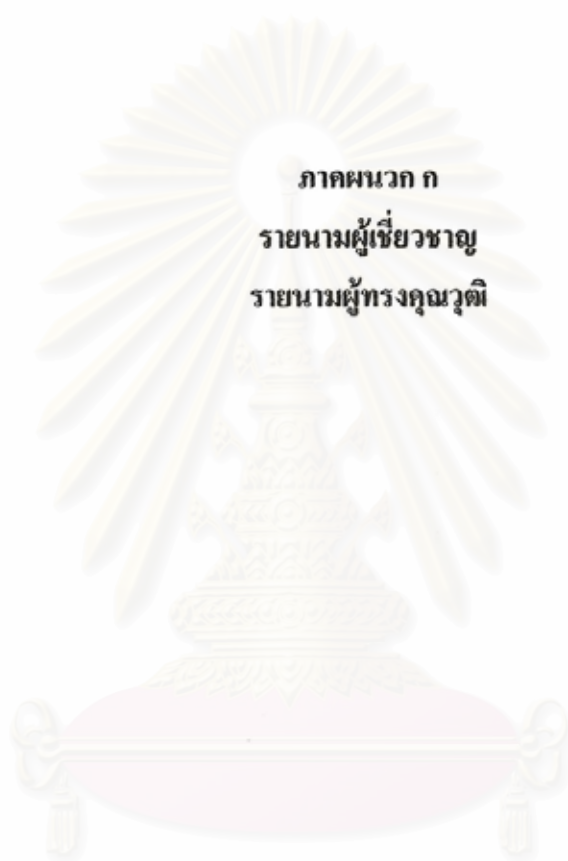 ภาคผนวก ก
รายนามผู้เชี่ยวชาญ
รายนามผู้ทรงคุณวุฒิ